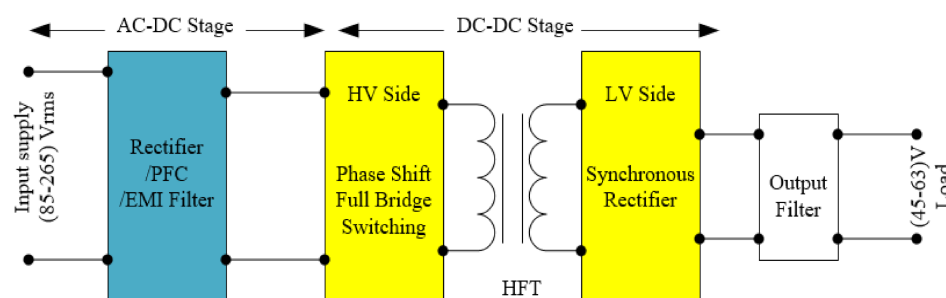 AC-DC Stage
DC-DC Stage
Input supply
(85-265) Vrms
Rectifier
/PFC
/EMI Filter
HV Side
Phase Shift
Full Bridge
Switching
HFT
LV Side
Synchronous
Rectifier
Output
Filter
(45-63)V
Load